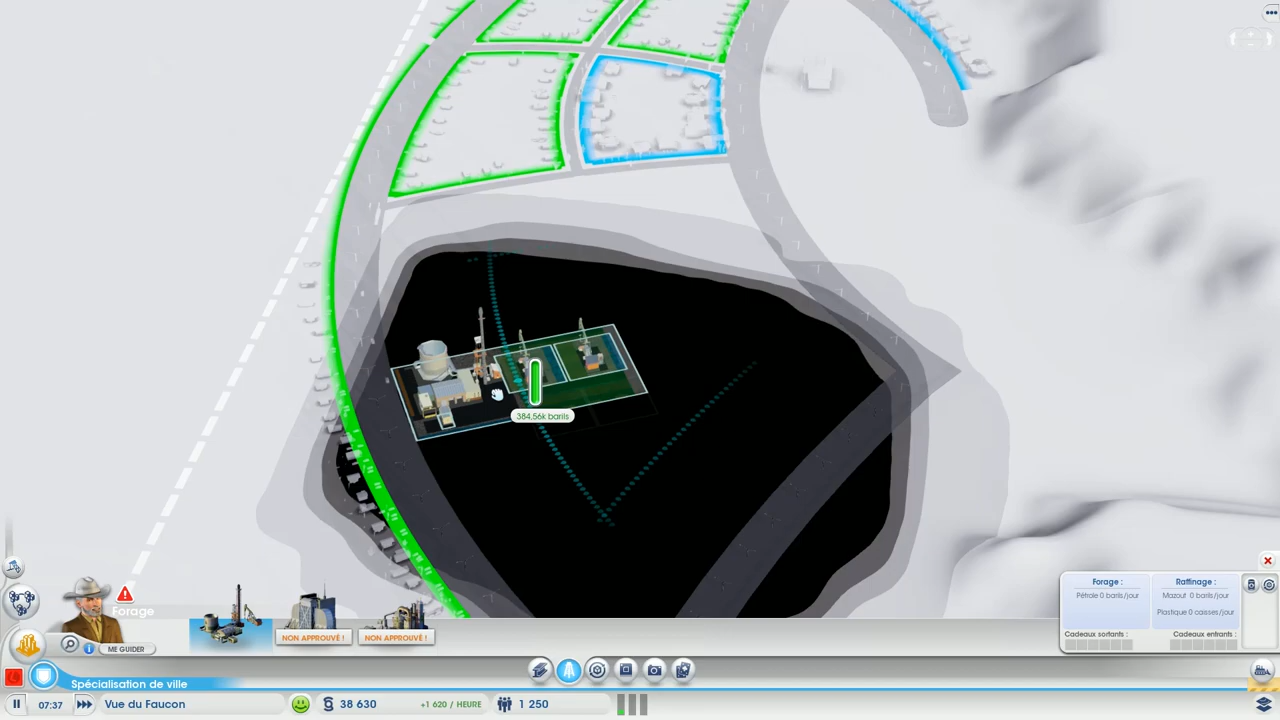 384,56k barils
Forage
NON APPROUVÉ !
NON APPROUVÉ !
ME GUIDER
Forage :
Pétrole 0 barils/jour
Raffinage :
Mazout 0 barils/jour
Plastique 0 caisses/jour
Cadeaux sortants :
Cadeaux entrants :
Spécialisation de ville
07:37
Vue du Faucon
38 630
+1 620 / HEURE
1 250